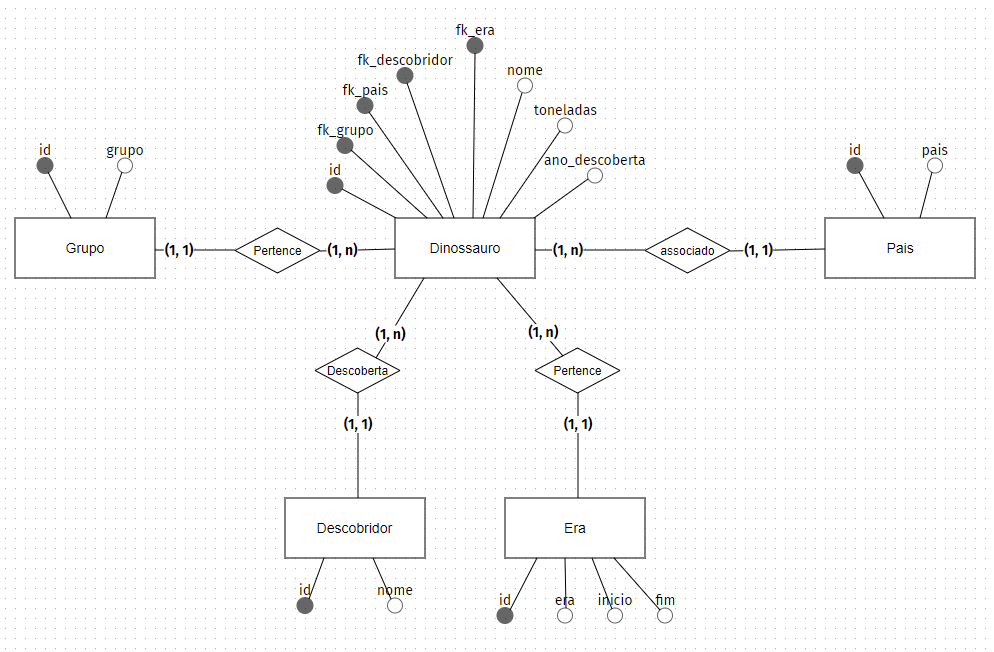 fk_era
fk_descobridor
nome
fk_pais
toneladas
fk_grupo
id
grupo
id
ano_descoberta
id
pais
Grupo
(1, 1)
Pertence
(1, n)
Dinossauro
(1, n)
associado
(1, 1)
Pais
(1, n)
(1, n)
Descoberta
Pertence
(1, 1)
(1, 1)
Descobridor
Era
id
nome
id
era
inicio
fim